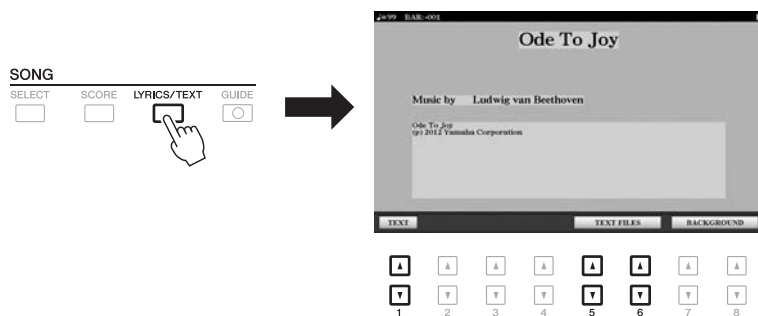 SONG
SELECT SCORE LYRICS/TEXT GUIDE
♩=99 BAR:-001
Ode To Joy
Music by Ludwig van Beethoven
Ode To Joy
(p) 2012 Yamaha Corporation
TEXT TEXT FILES BACKGROUND
1 2 3 4 5 6 7 8